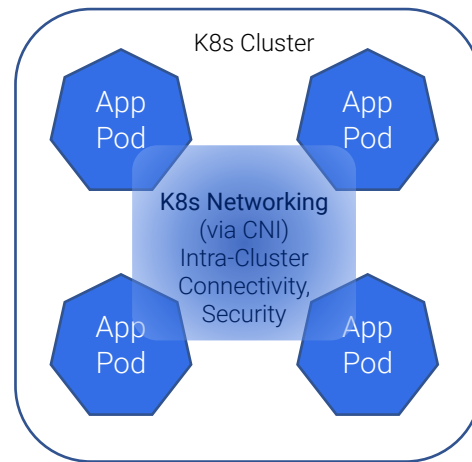 K8s Cluster
App
Pod
App
Pod
K8s Networking
(via CNI)
Intra-Cluster
Connectivity,
Security
App
Pod
App
Pod